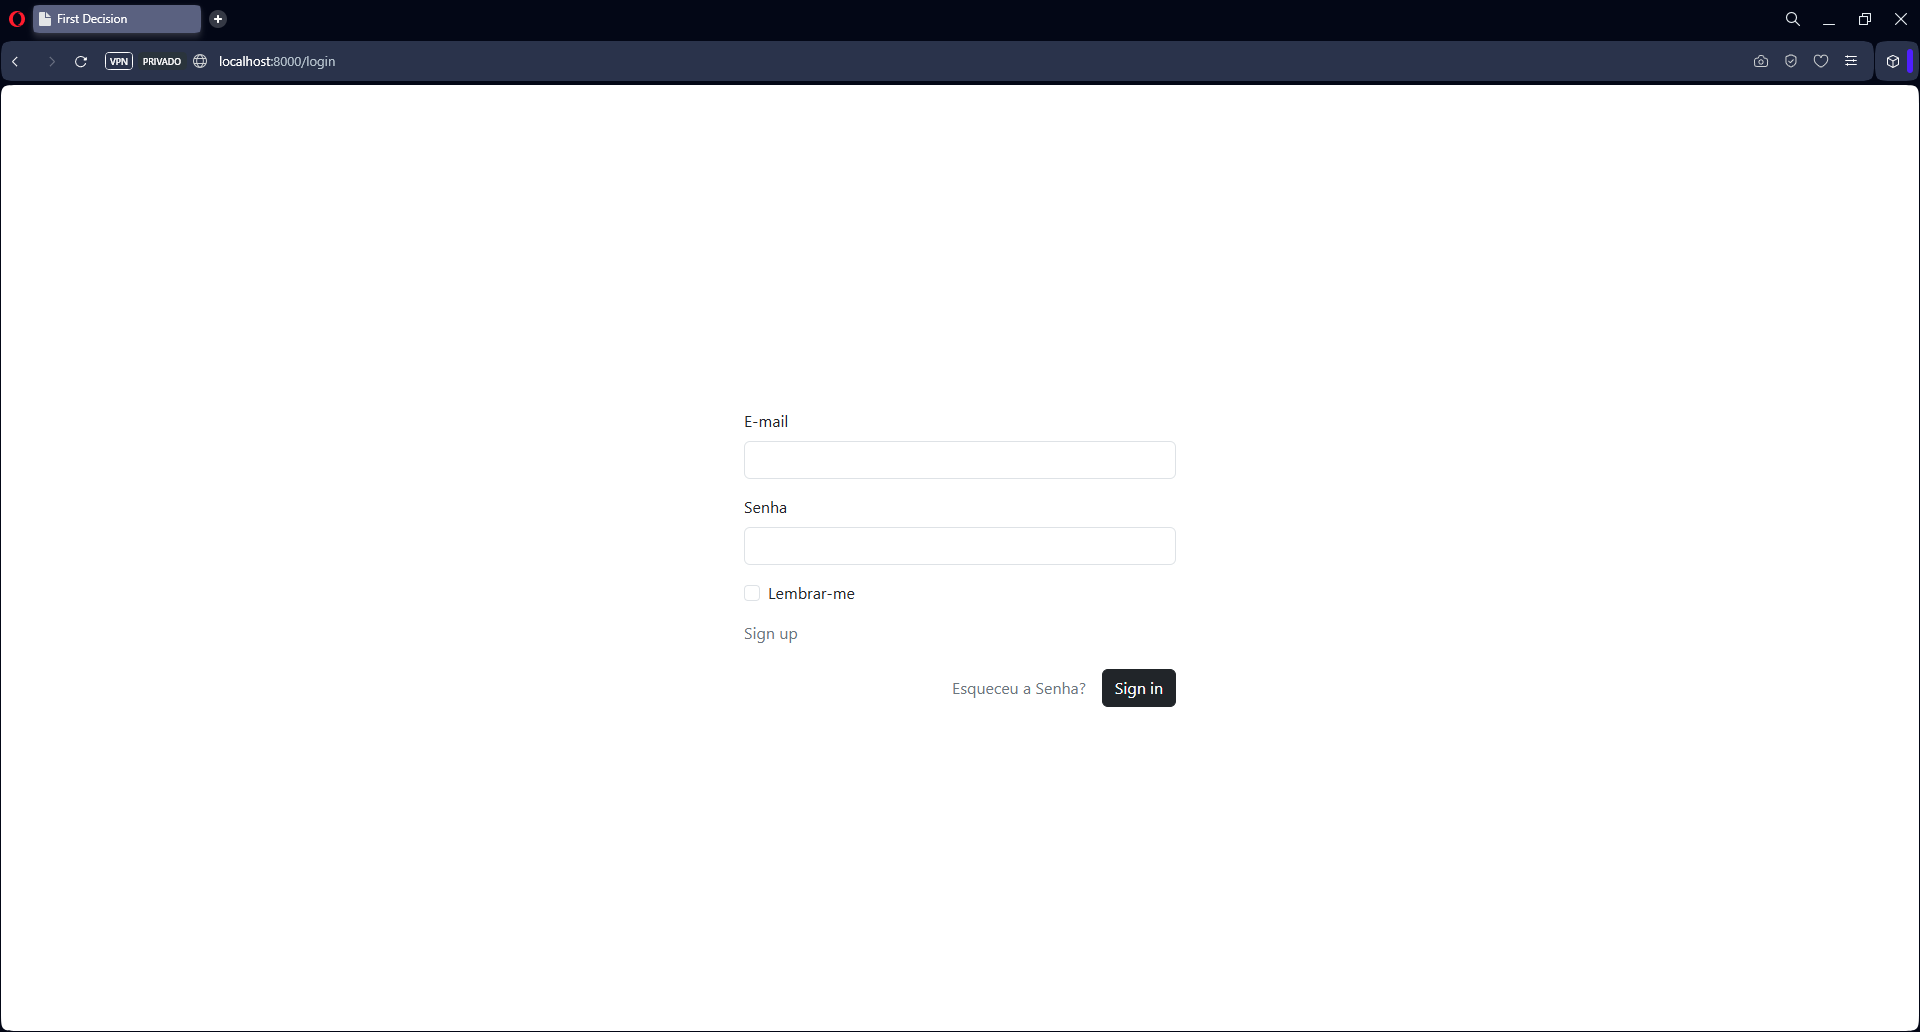 First Decision
VPN PRIVADO localhost:8000/login
E-mail
Senha
Lembrar-me
Sign up
Esqueceu a Senha? Sign in